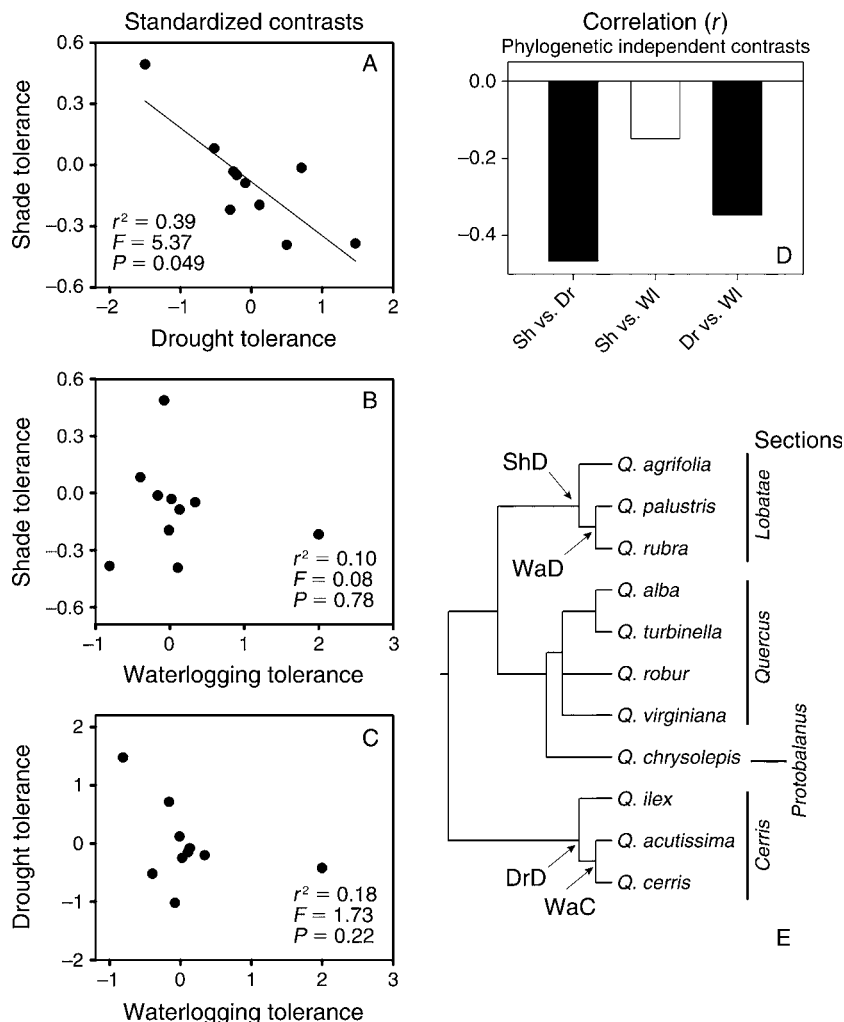 Standardized contrasts
0.6
0.3
0.0
−0.3
−0.6
Shade tolerance
A
r² = 0.39
F = 5.37
P = 0.049
−2 −1 0 1 2
Drought tolerance
0.6
0.3
0.0
−0.3
−0.6
Shade tolerance
B
r² = 0.10
F = 0.08
P = 0.78
−1 0 1 2 3
Waterlogging tolerance
2
1
0
−1
−2
Drought tolerance
C
r² = 0.18
F = 1.73
P = 0.22
−1 0 1 2 3
Waterlogging tolerance
Correlation (r)
Phylogenetic independent contrasts
0.0
−0.2
−0.4
D
Sh vs. Dr
Sh vs. Wl
Dr vs. Wl
Sections
ShD
WaD
DrD
WaC
Q. agrifolia
Q. palustris
Q. rubra
Q. alba
Q. turbinella
Q. robur
Q. virginiana
Q. chrysolepis
Q. ilex
Q. acutissima
Q. cerris
Lobatae
Quercus
Protobalanus
Cerris
E